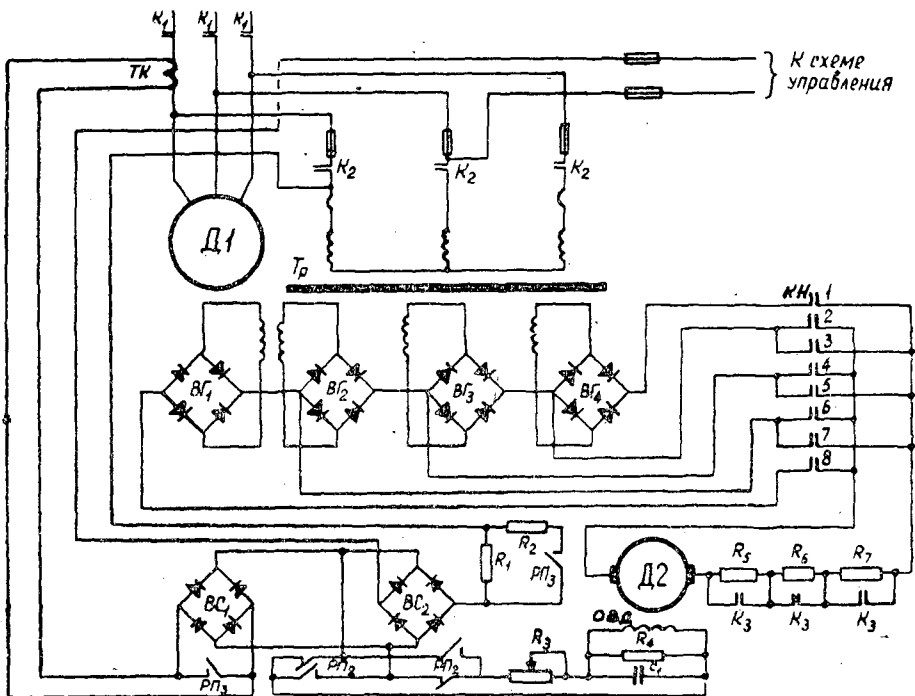 К₁ К₁ К₁
ТК
К схеме
управления
К₂ К₂ К₂
Д1
Тр
КН 1
2
3
4
5
6
7
8
ВГ₁ ВГ₂ ВГ₃ ВГ₄
R₂
R₁
РП₃
Д2
R₅ R₆ R₇
К₃ К₃ К₃
ВС₁ ВС₂
ОВД
R₃ R₄
C₁
РП₃
РП₂ РП₂